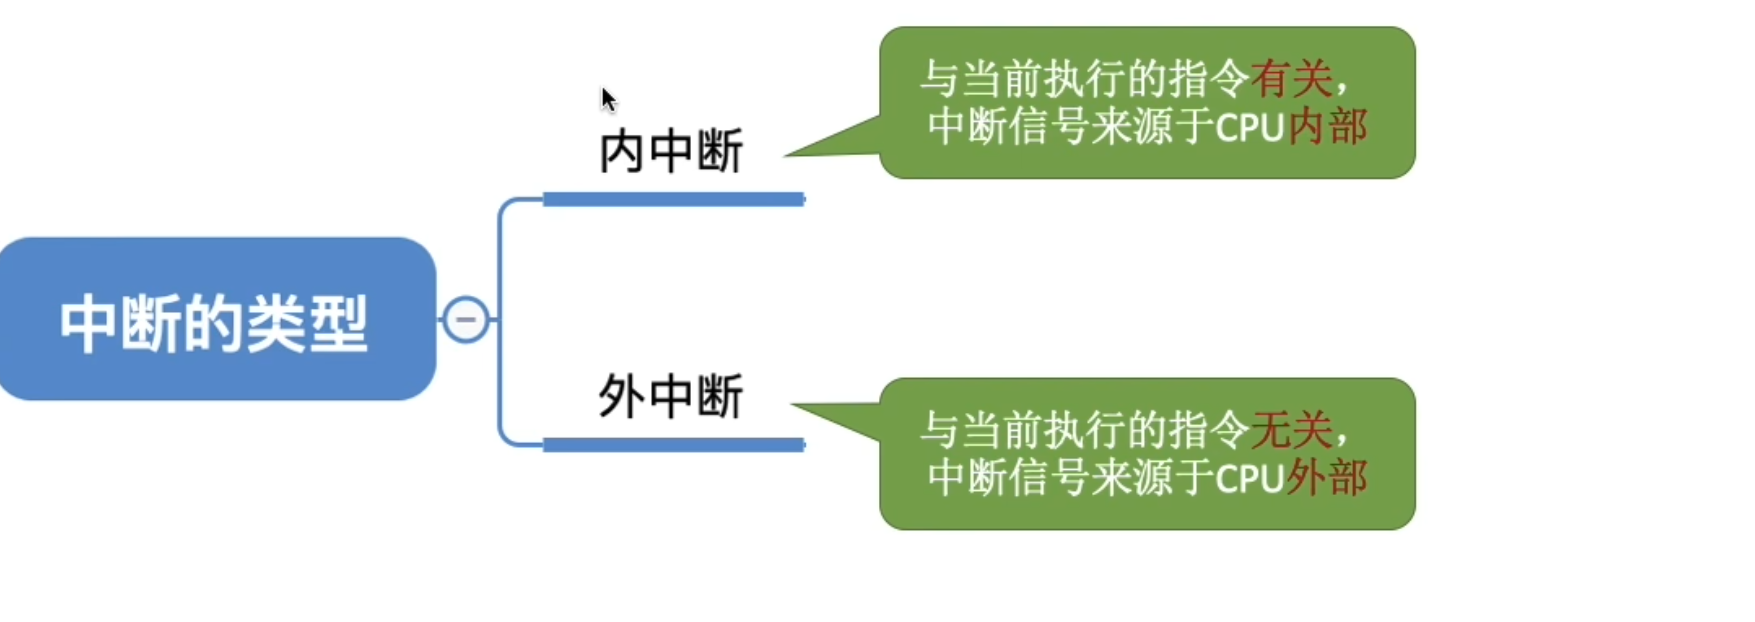 与当前执行的指令有关，
中断信号来源于CPU内部
内中断
中断的类型
外中断
与当前执行的指令无关，
中断信号来源于CPU外部